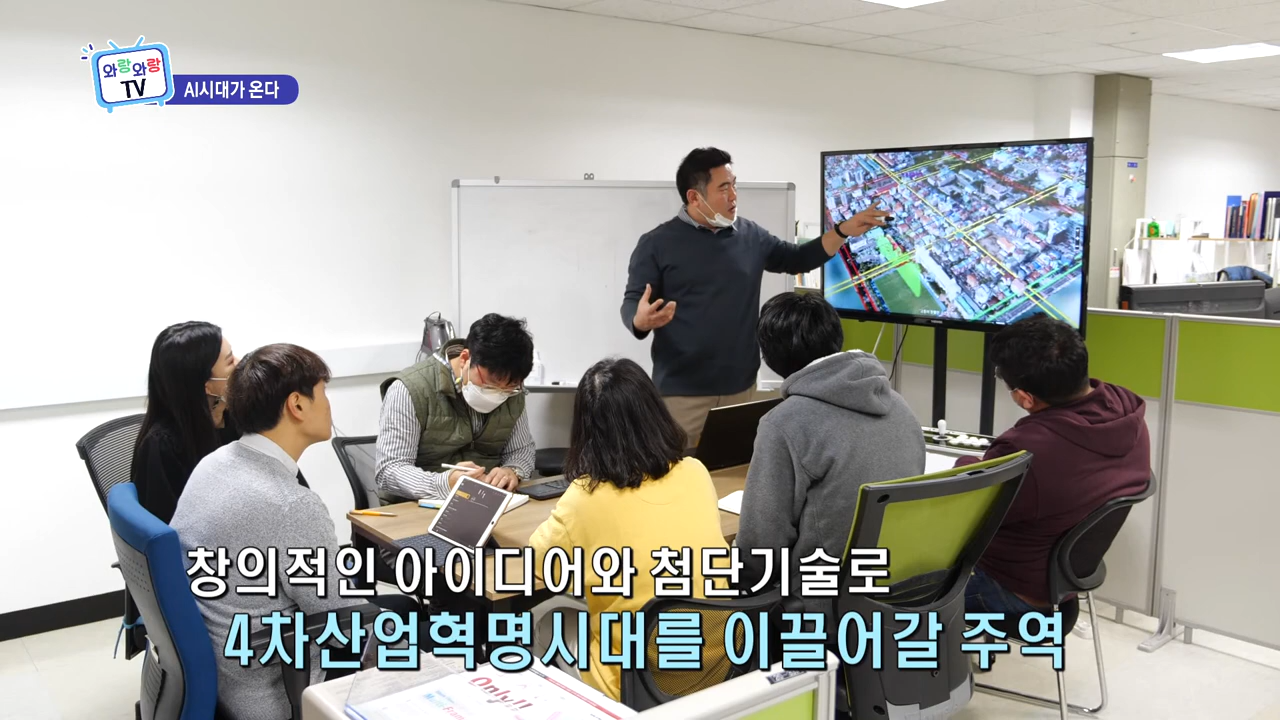 와랑와랑
TV
AI시대가 온다
창의적인 아이디어와 첨단기술로
4차산업혁명시대를 이끌어갈 주역
Only!!